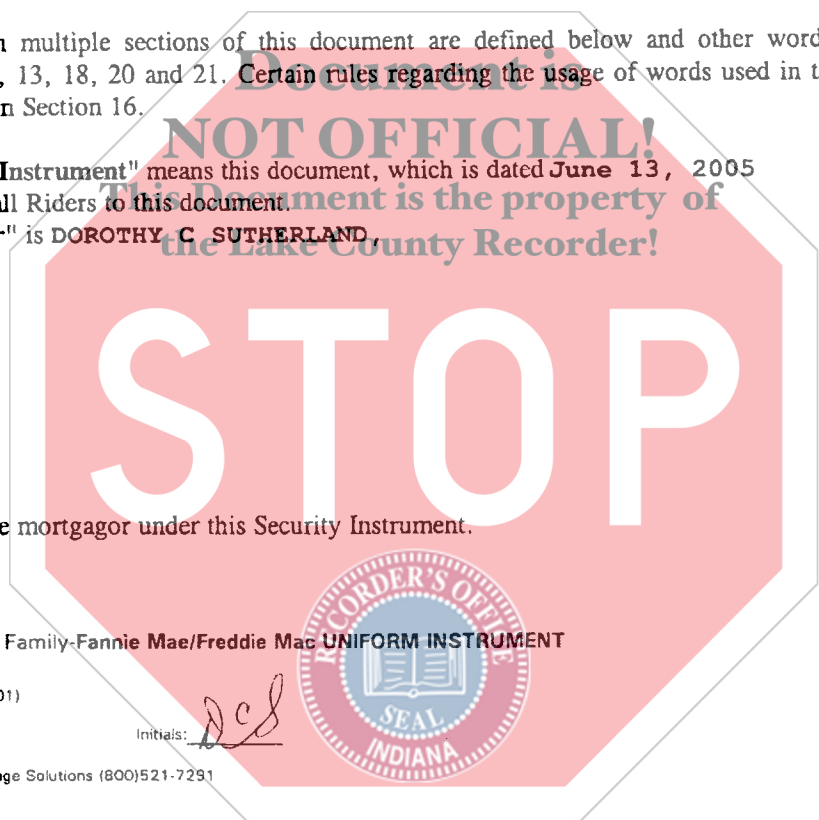 multiple sections of this document are defined below and other word
, 13, 18, 20 and 21. Certain rules regarding the usage of words used in t
n Section 16.
Document is
NOT OFFICIAL!
This Document is the property of
the Lake County Recorder!
Instrument" means this document, which is dated June 13, 2005
all Riders to this document.
" is DOROTHY C SUTHERLAND,
STOP
e mortgagor under this Security Instrument.
RECORDER'S OFFICE
SEAL
INDIANA
Family-Fannie Mae/Freddie Mac UNIFORM INSTRUMENT
01)
Initials: DCS
ge Solutions (800)521-7291